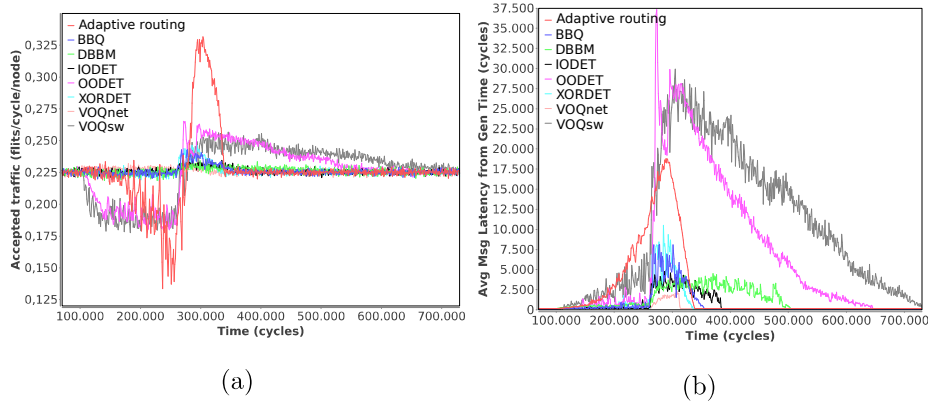 Adaptive routing
BBQ
DBBM
IODET
OODET
XORDET
VOQnet
VOQsw
0,325
0,300
0,275
0,250
0,225
0,200
0,150
0,150
0,125
Accepted traffic (flits/cycle/node)
100.000 200.000 300.000 400.000 500.000 600.000 700.000
Time (cycles)
(a)
Adaptive routing
BBQ
DBBM
IODET
OODET
XORDET
VOQnet
VOQsw
37.500
35.000
32.500
30.000
27.500
25.000
22.500
20.000
17.500
15.000
12.500
10.000
7.500
5.000
2.500
0
Avg Msg Latency from Gen Time (cycles)
100.000 200.000 300.000 400.000 500.000 600.000 700.000
Time (cycles)
(b)